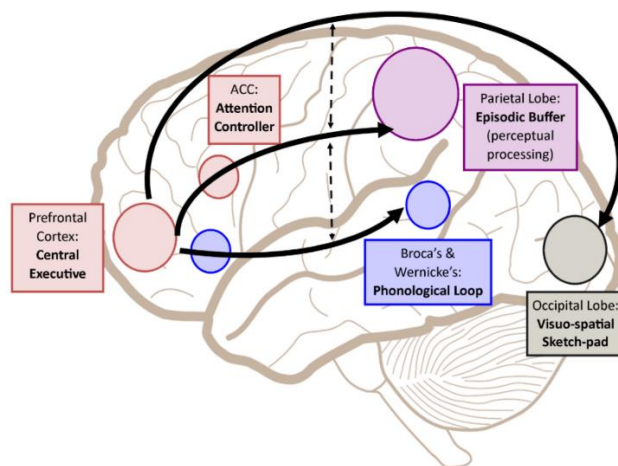 ACC:
Attention
Controller
Parietal Lobe:
Episodic Buffer
(perceptual
processing)
Prefrontal
Cortex:
Central
Executive
Broca's &
Wernicke's:
Phonological Loop
Occipital Lobe:
Visuo-spatial
Sketch-pad